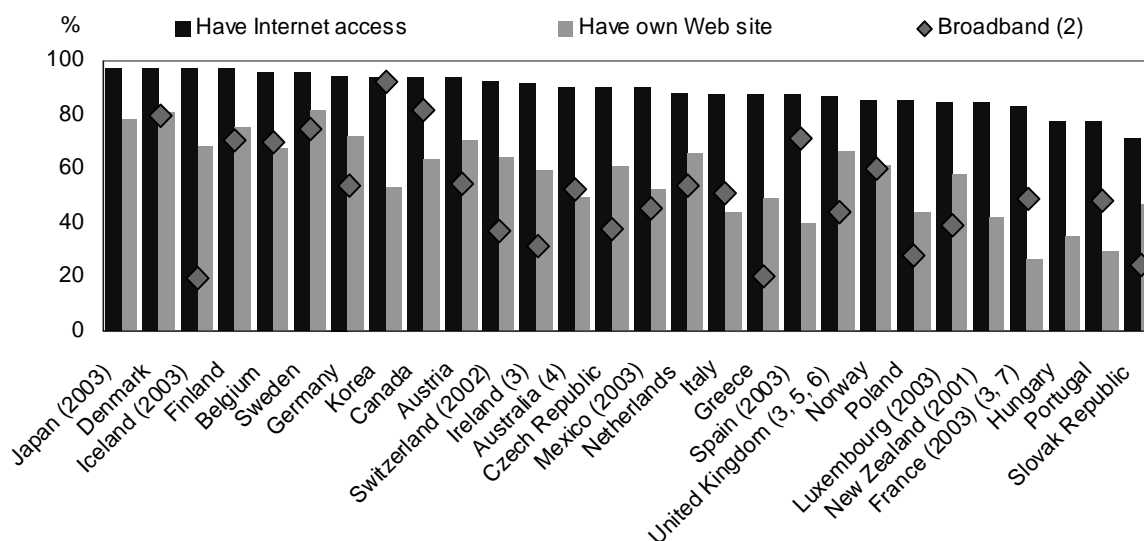 %
Have Internet access
Have own Web site
Broadband (2)
100
80
60
40
20
0
Japan (2003)
Denmark
Iceland (2003)
Finland
Belgium
Sweden
Germany
Korea
Canada
Austria
Switzerland (2002)
Ireland (3)
Australia (4)
Czech Republic
Mexico (2003)
Netherlands
Italy
Greece
Spain (2003)
United Kingdom (3, 5, 6)
Norway
Poland
Luxembourg (2003)
New Zealand (2001)
France (2003) (3, 7)
Hungary
Portugal
Slovak Republic